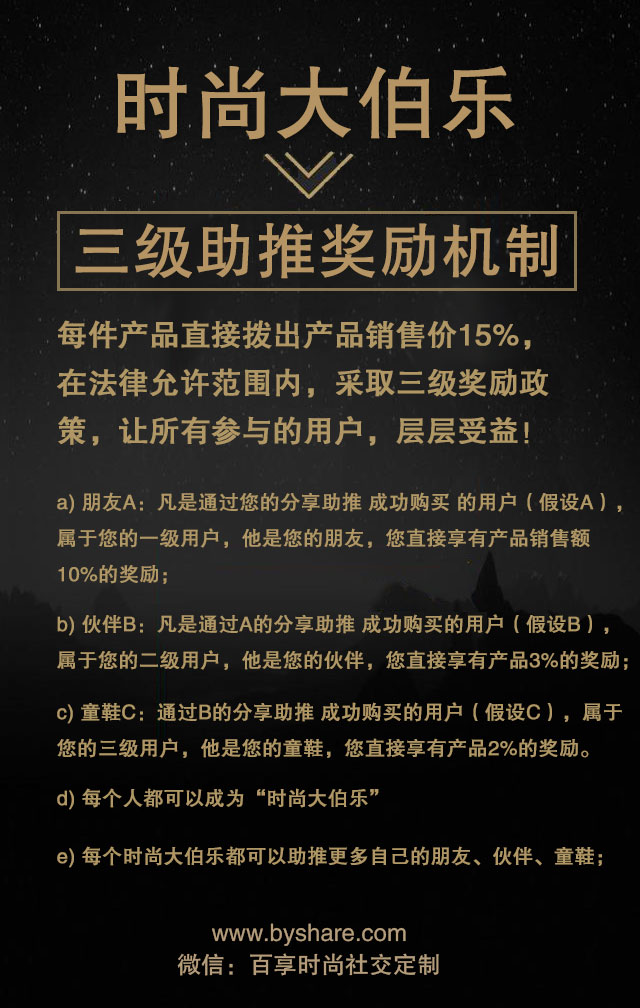 时尚大伯乐
三级助推奖励机制
每件产品直接拨出产品销售价15%，
在法律允许范围内，采取三级奖励政
策，让所有参与的用户，层层受益！
a) 朋友A：凡是通过您的分享助推 成功购买 的用户（假设A），
属于您的一级用户，他是您的朋友，您直接享有产品销售额
10%的奖励；
b) 伙伴B：凡是通过A的分享助推 成功购买的用户（假设B），
属于您的二级用户，他是您的伙伴，您直接享有产品3%的奖励；
c) 童鞋C：通过B的分享助推 成功购买的用户（假设C），属于
您的三级用户，他是您的童鞋，您直接享有产品2%的奖励。
d) 每个人都可以成为“时尚大伯乐”
e) 每个时尚大伯乐都可以助推更多自己的朋友、伙伴、童鞋；
www.byshare.com
微信：百享时尚社交定制